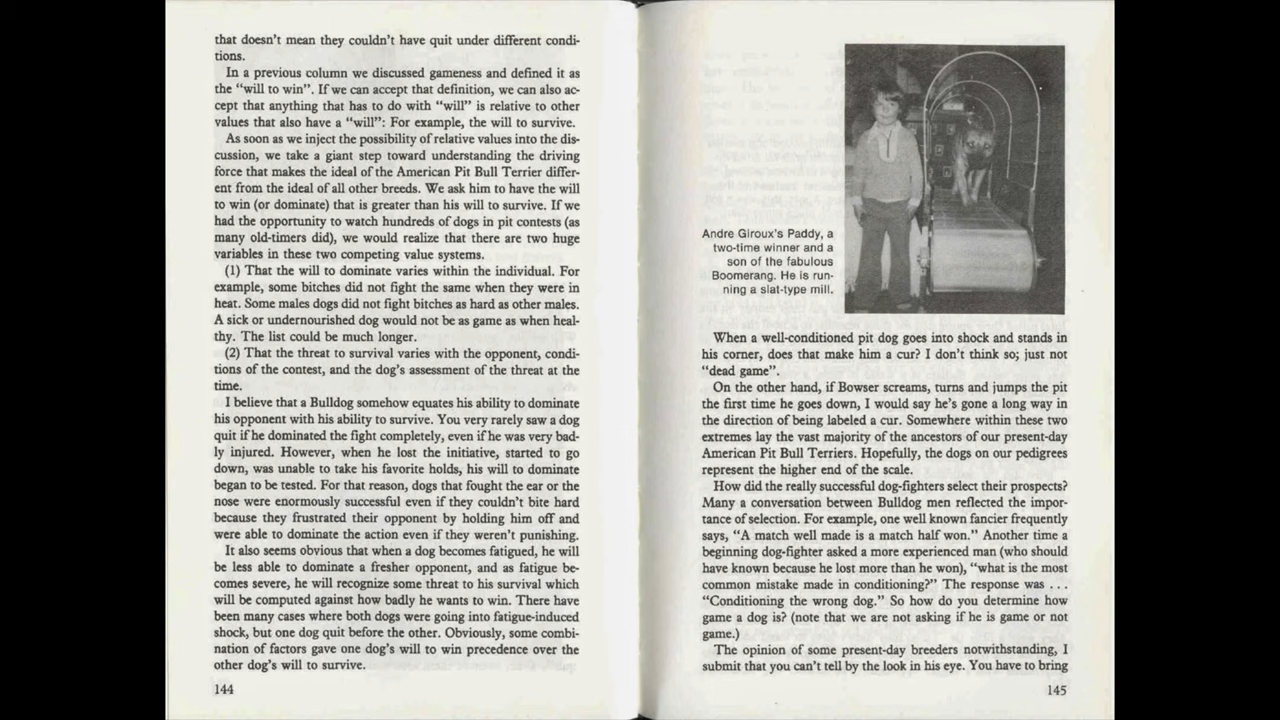 that doesn't mean they couldn't have quit under different condi-
tions.
In a previous column we discussed gameness and defined it as
the "will to win". If we can accept that definition, we can also ac-
cept that anything that has to do with "will" is relative to other
values that also have a "will": For example, the will to survive.
As soon as we inject the possibility of relative values into the dis-
cussion, we take a giant step toward understanding the driving
force that makes the ideal of the American Pit Bull Terrier differ-
ent from the ideal of all other breeds. We ask him to have the will
to win (or dominate) that is greater than his will to survive. If we
had the opportunity to watch hundreds of dogs in pit contests (as
many old-timers did), we would realize that there are two huge
variables in these two competing value systems.
(1) That the will to dominate varies within the individual. For
example, some bitches did not fight the same when they were in
heat. Some males dogs did not fight bitches as hard as other males.
A sick or undernourished dog would not be as game as when heal-
thy. The list could be much longer.
(2) That the threat to survival varies with the opponent, condi-
tions of the contest, and the dog's assessment of the threat at the
time.
I believe that a Bulldog somehow equates his ability to dominate
his opponent with his ability to survive. You very rarely saw a dog
quit if he dominated the fight completely, even if he was very bad-
ly injured. However, when he lost the initiative, started to go
down, was unable to take his favorite holds, his will to dominate
began to be tested. For that reason, dogs that fought the ear or the
nose were enormously successful even if they couldn't bite hard
because they frustrated their opponent by holding him off and
were able to dominate the action even if they weren't punishing.
It also seems obvious that when a dog becomes fatigued, he will
be less able to dominate a fresher opponent, and as fatigue be-
comes severe, he will recognize some threat to his survival which
will be computed against how badly he wants to win. There have
been many cases where both dogs were going into fatigue-induced
shock, but one dog quit before the other. Obviously, some combi-
nation of factors gave one dog's will to win precedence over the
other dog's will to survive.
144
Andre Giroux's Paddy, a
two-time winner and a
son of the fabulous
Boomerang. He is run-
ning a slat-type mill.
When a well-conditioned pit dog goes into shock and stands in
his corner, does that make him a cur? I don't think so; just not
"dead game".
On the other hand, if Bowser screams, turns and jumps the pit
the first time he goes down, I would say he's gone a long way in
the direction of being labeled a cur. Somewhere within these two
extremes lay the vast majority of the ancestors of our present-day
American Pit Bull Terriers. Hopefully, the dogs on our pedigrees
represent the higher end of the scale.
How did the really successful dog-fighters select their prospects?
Many a conversation between Bulldog men reflected the impor-
tance of selection. For example, one well known fancier frequently
says, "A match well made is a match half won." Another time a
beginning dog-fighter asked a more experienced man (who should
have known because he lost more than he won), "what is the most
common mistake made in conditioning?" The response was . . .
"Conditioning the wrong dog." So how do you determine how
game a dog is? (note that we are not asking if he is game or not
game.)
The opinion of some present-day breeders notwithstanding, I
submit that you can't tell by the look in his eye. You have to bring
145